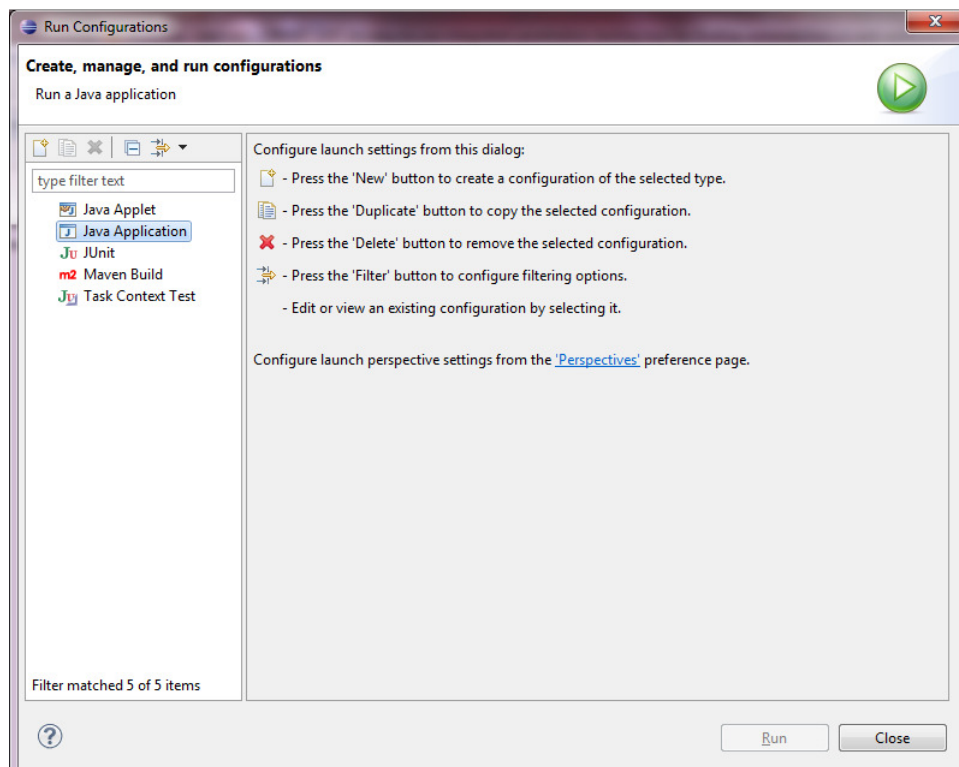 Run Configurations
Create, manage, and run configurations
Run a Java application
type filter text
Java Applet
Java Application
Ju JUnit
m2 Maven Build
Ju Task Context Test
Filter matched 5 of 5 items
Configure launch settings from this dialog:
- Press the 'New' button to create a configuration of the selected type.
- Press the 'Duplicate' button to copy the selected configuration.
- Press the 'Delete' button to remove the selected configuration.
- Press the 'Filter' button to configure filtering options.
- Edit or view an existing configuration by selecting it.
Configure launch perspective settings from the 'Perspectives' preference page.
Run
Close